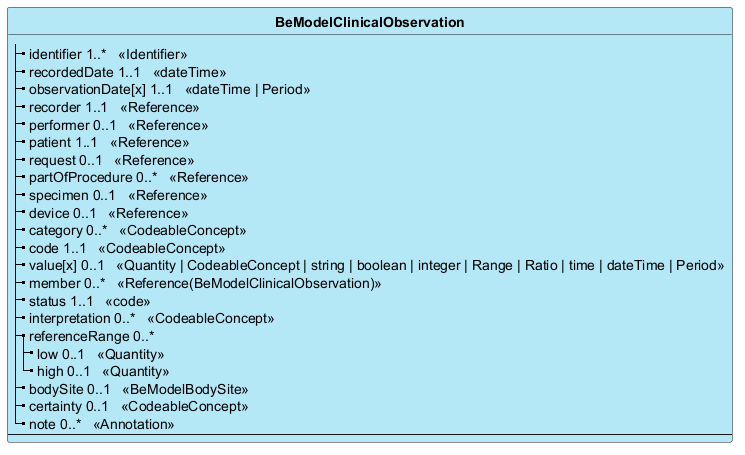 BeModelClinicalObservation
identifier 1..* «Identifier»
recordedDate 1..1 «dateTime»
observationDate[x] 1..1 «dateTime | Period»
recorder 1..1 «Reference»
performer 0..1 «Reference»
patient 1..1 «Reference»
request 0..1 «Reference»
partOfProcedure 0..* «Reference»
specimen 0..1 «Reference»
device 0..1 «Reference»
category 0..* «CodeableConcept»
code 1..1 «CodeableConcept»
value[x] 0..1 «Quantity | CodeableConcept | string | boolean | integer | Range | Ratio | time | dateTime | Period»
member 0..* «Reference(BeModelClinicalObservation)»
status 1..1 «code»
interpretation 0..* «CodeableConcept»
referenceRange 0..*
low 0..1 «Quantity»
high 0..1 «Quantity»
bodySite 0..1 «BeModelBodySite»
certainty 0..1 «CodeableConcept»
note 0..* «Annotation»